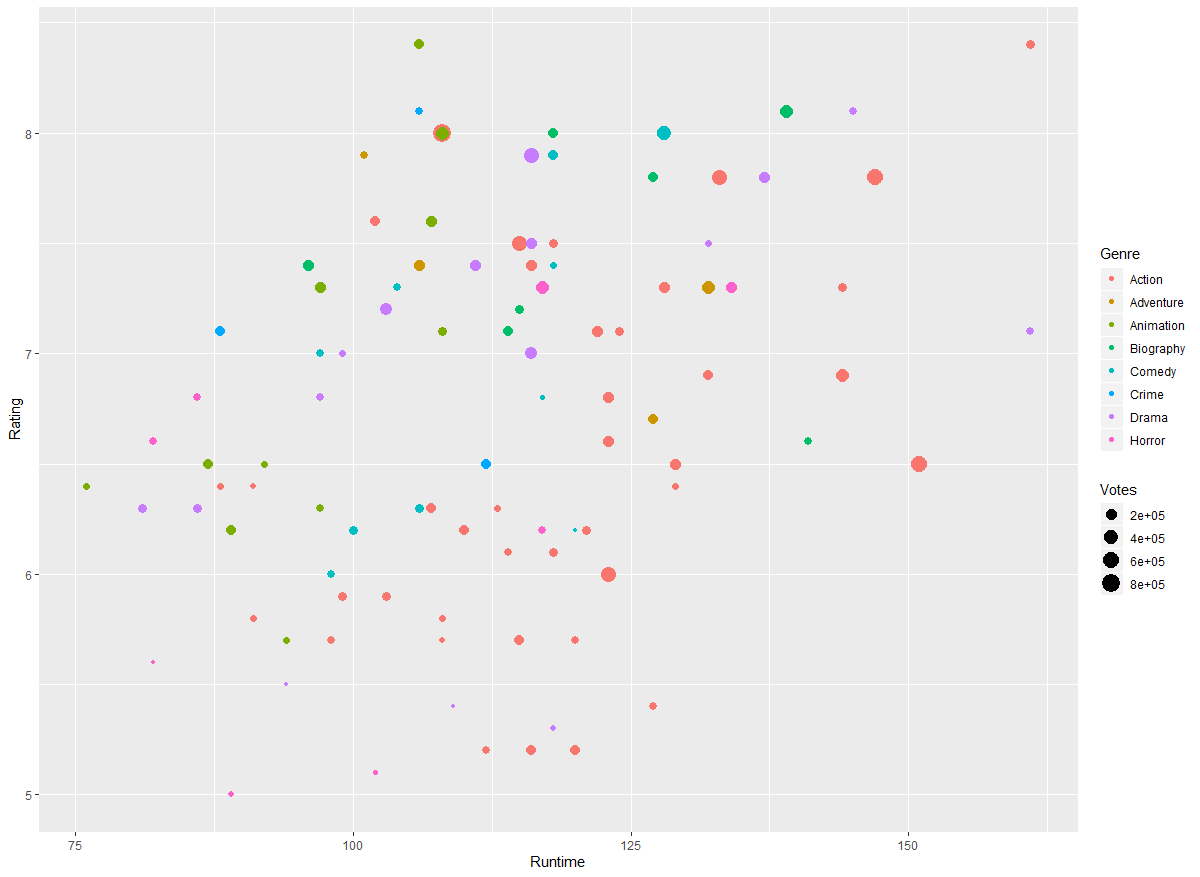 8
7
6
5
Rating
75
100
125
150
Runtime
Genre
Action
Adventure
Animation
Biography
Comedy
Crime
Drama
Horror
Votes
2e+05
4e+05
6e+05
8e+05